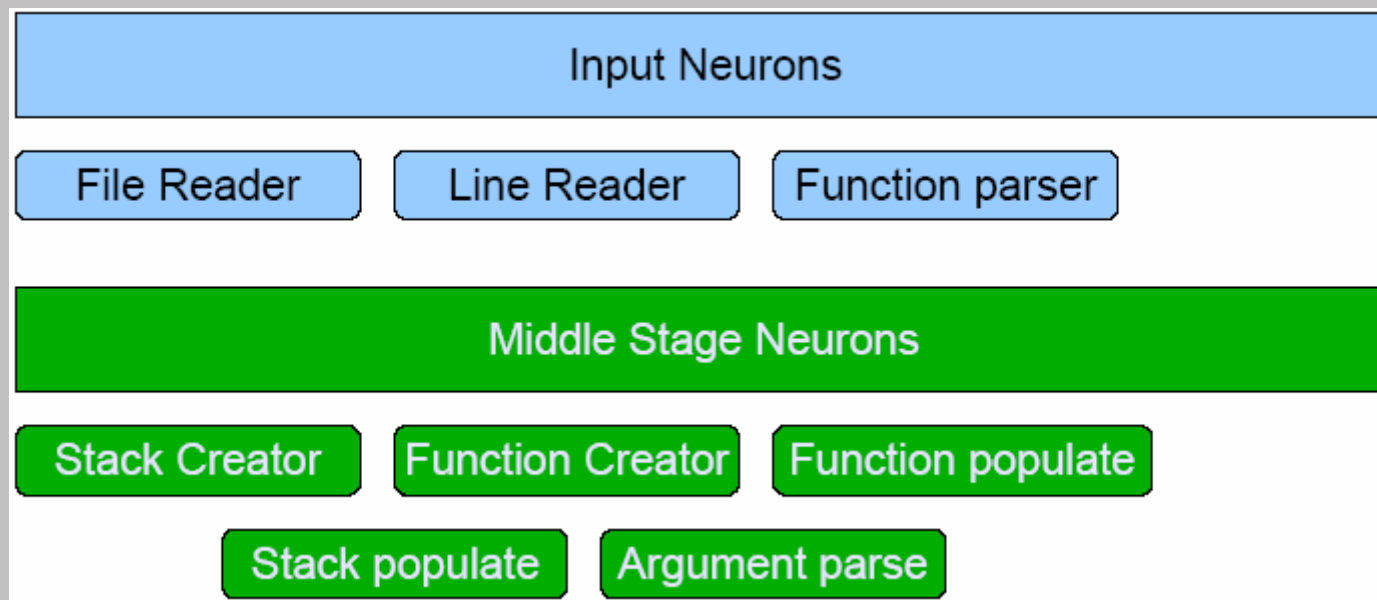 Input Neurons
File Reader Line Reader Function parser
Middle Stage Neurons
Stack Creator Function Creator Function populate
Stack populate Argument parse